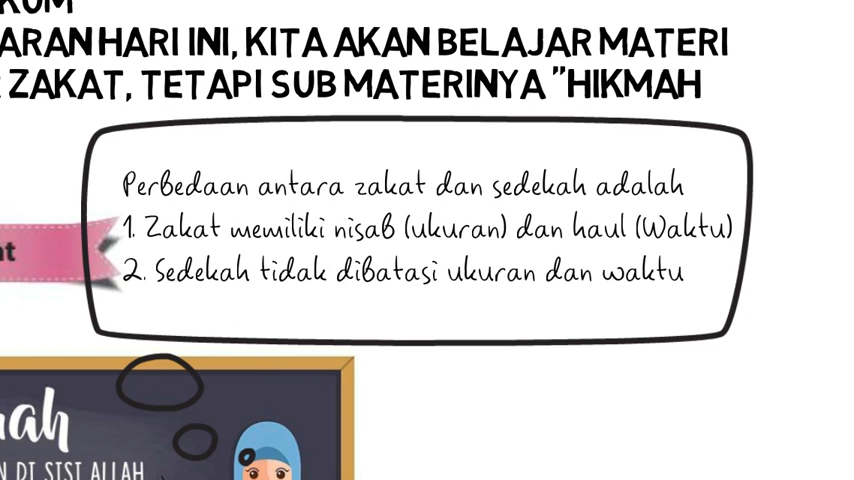 ARAN HARI INI, KITA AKAN BELAJAR MATERI
ZAKAT, TETAPI SUB MATERINYA "HIKMAH
Perbedaan antara zakat dan sedekah adalah
1. Zakat memiliki nisab (ukuran) dan haul (Waktu)
2. Sedekah tidak dibatasi ukuran dan waktu
at
ah
N DI SISI ALLAH